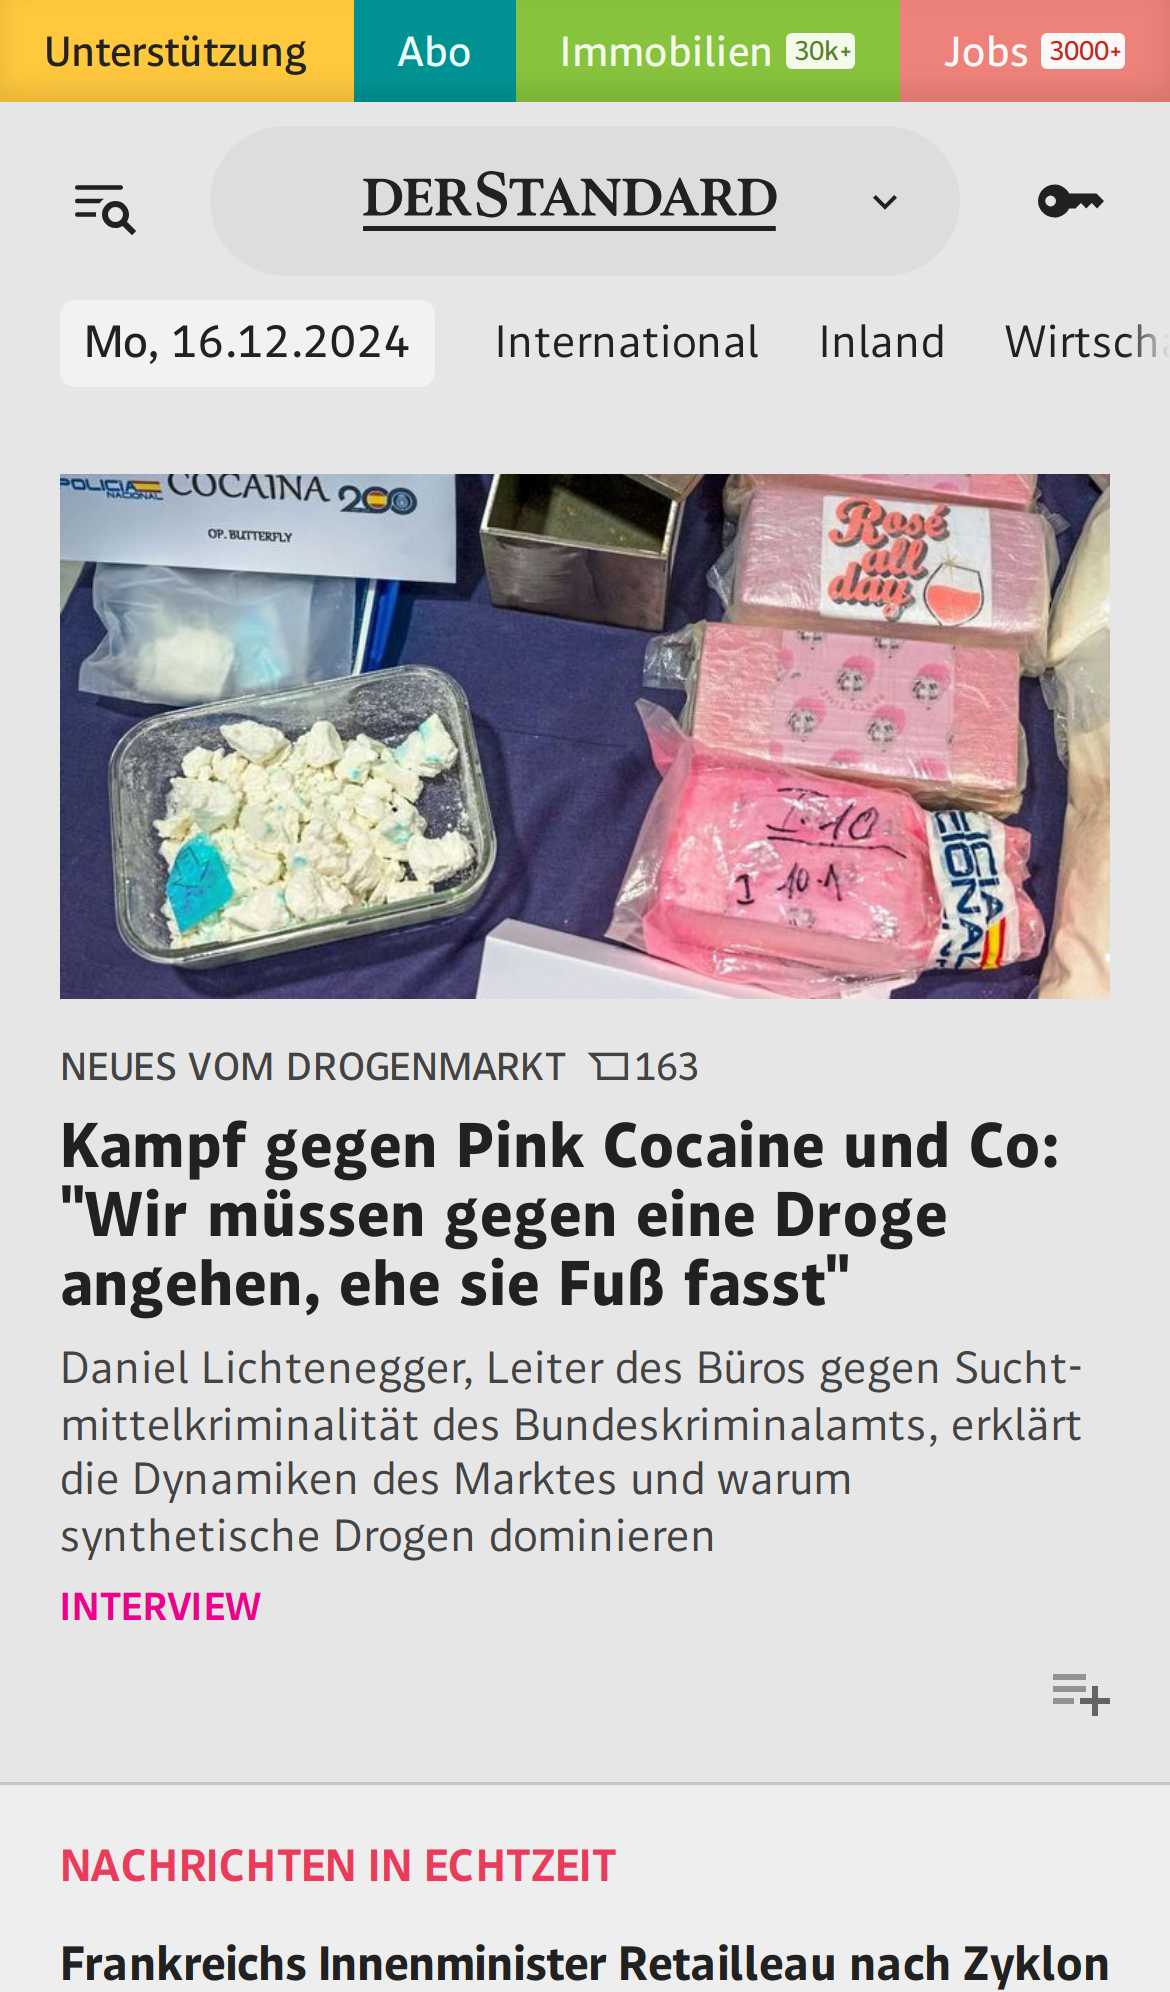 Unterstützung Abo Immobilien 30k+ Jobs 3000+
DERSTANDARD
Mo, 16.12.2024 International Inland Wirtscha
POLICIA NACIONAL COCAINA 200
OP. BUTTERFLY
Rosé
all
day
I-10
I 10-1
NEUES VOM DROGENMARKT 163
Kampf gegen Pink Cocaine und Co:
"Wir müssen gegen eine Droge
angehen, ehe sie Fuß fasst"
Daniel Lichtenegger, Leiter des Büros gegen Sucht-
mittelkriminalität des Bundeskriminalamts, erklärt
die Dynamiken des Marktes und warum
synthetische Drogen dominieren
INTERVIEW
NACHRICHTEN IN ECHTZEIT
Frankreichs Innenminister Retailleau nach Zyklon